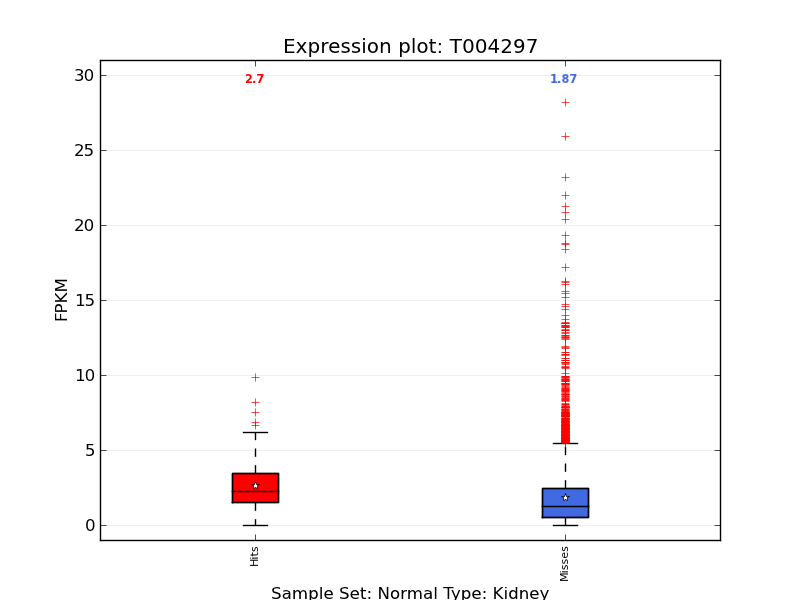 Expression plot: T004297
2.7
1.87
30
25
20
15
10
5
0
FPKM
Hits
Misses
Sample Set: Normal Type: Kidney